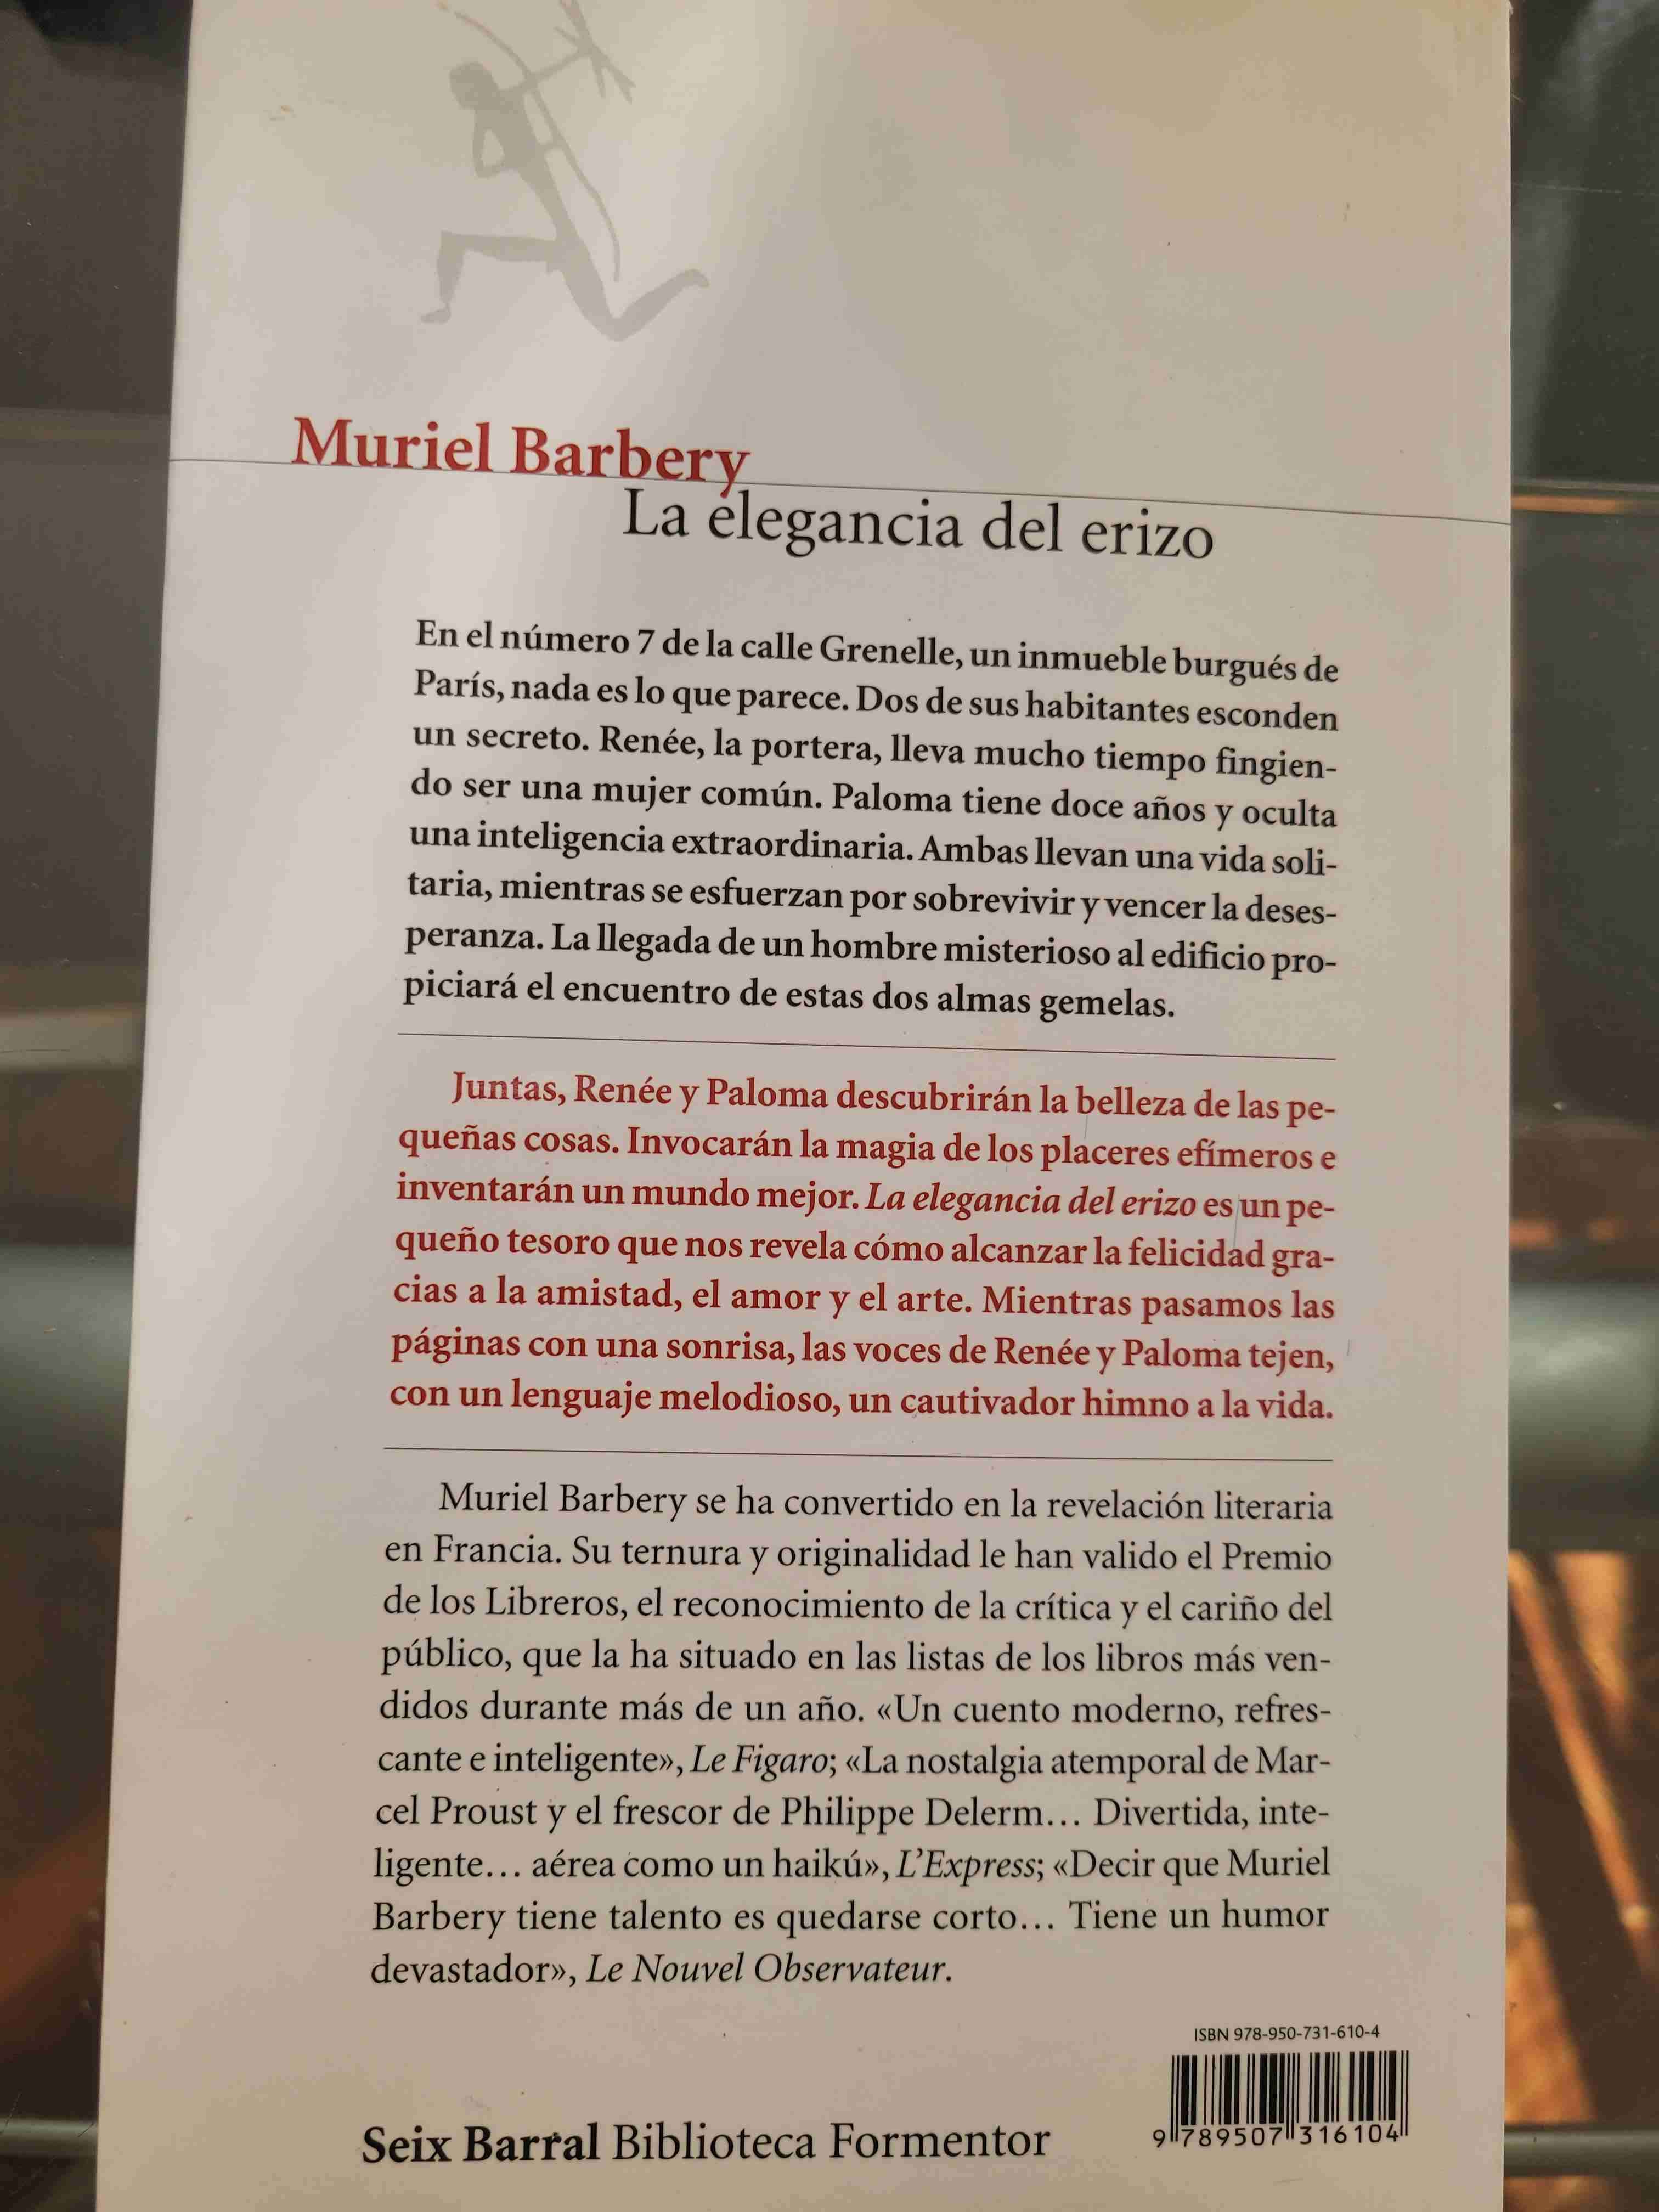 Muriel Barbery
La elegancia del erizo
En el número 7 de la calle Grenelle, un inmueble burgués de
París, nada es lo que parece. Dos de sus habitantes esconden
un secreto. Renée, la portera, lleva mucho tiempo fingien-
do ser una mujer común. Paloma tiene doce años y oculta
una inteligencia extraordinaria. Ambas llevan una vida soli-
taria, mientras se esfuerzan por sobrevivir y vencer la deses-
peranza. La llegada de un hombre misterioso al edificio pro-
piciará el encuentro de estas dos almas gemelas.
Juntas, Renée y Paloma descubrirán la belleza de las pe-
queñas cosas. Invocarán la magia de los placeres efímeros e
inventarán un mundo mejor. La elegancia del erizo es un pe-
queño tesoro que nos revela cómo alcanzar la felicidad gra-
cias a la amistad, el amor y el arte. Mientras pasamos las
páginas con una sonrisa, las voces de Renée y Paloma tejen,
con un lenguaje melodioso, un cautivador himno a la vida.
Muriel Barbery se ha convertido en la revelación literaria
en Francia. Su ternura y originalidad le han valido el Premio
de los Libreros, el reconocimiento de la crítica y el cariño del
público, que la ha situado en las listas de los libros más ven-
didos durante más de un año. «Un cuento moderno, refres-
cante e inteligente», Le Figaro; «La nostalgia atemporal de Mar-
cel Proust y el frescor de Philippe Delerm... Divertida, inte-
ligente... aérea como un haikú», L'Express; «Decir que Muriel
Barbery tiene talento es quedarse corto... Tiene un humor
devastador», Le Nouvel Observateur.
ISBN 978-950-731-610-4
9 789507 316104
Seix Barral Biblioteca Formentor